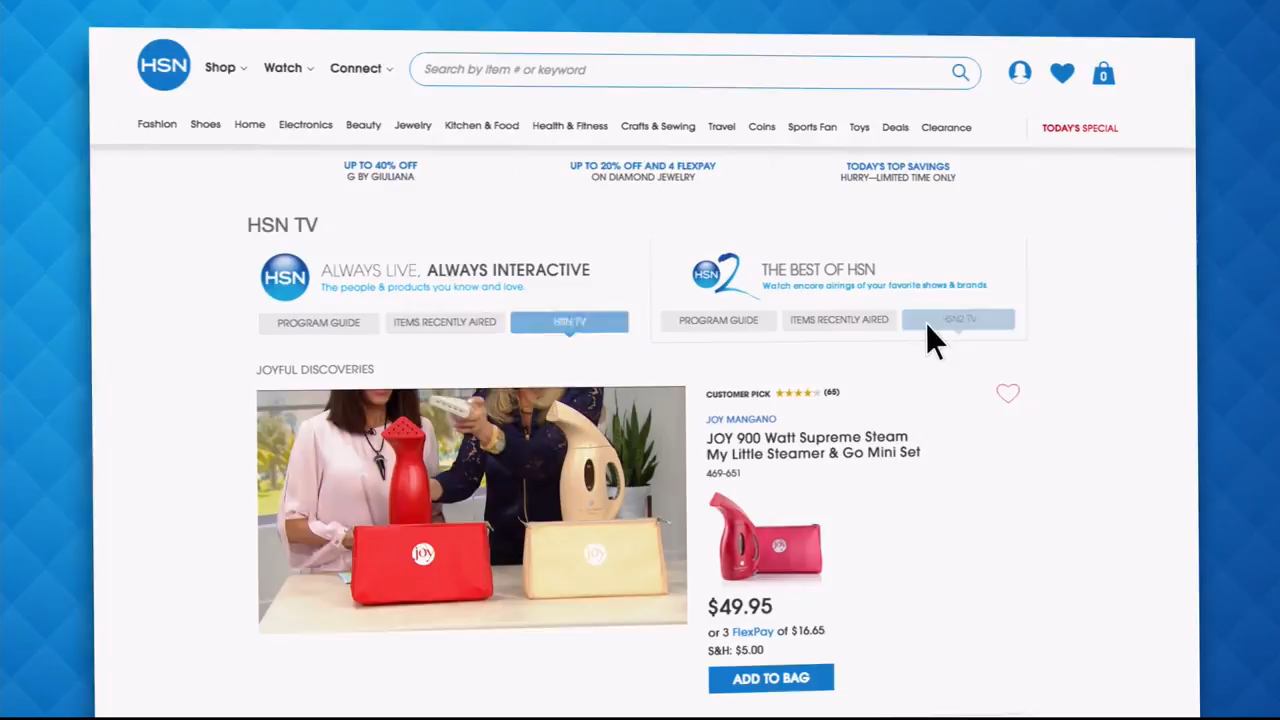 HSN
Shop
Watch
Connect
Search by item # or keyword
0
Fashion
Shoes
Home
Electronics
Beauty
Jewelry
Kitchen & Food
Health & Fitness
Crafts & Sewing
Travel
Coins
Sports Fan
Toys
Deals
Clearance
TODAY'S SPECIAL
UP TO 40% OFF
G BY GIULIANA
UP TO 20% OFF AND 4 FLEXPAY
ON DIAMOND JEWELRY
TODAY'S TOP SAVINGS
HURRY—LIMITED TIME ONLY
HSN TV
HSN
ALWAYS LIVE, ALWAYS INTERACTIVE
The people & products you know and love.
PROGRAM GUIDE
ITEMS RECENTLY AIRED
HSN TV
HSN2
THE BEST OF HSN
Watch encore airings of your favorite shows & brands.
PROGRAM GUIDE
ITEMS RECENTLY AIRED
HSN2 TV
JOYFUL DISCOVERIES
joy
joy
CUSTOMER PICK
(65)
JOY MANGANO
JOY 900 Watt Supreme Steam
My Little Steamer & Go Mini Set
469-651
joy
$49.95
or 3 FlexPay of $16.65
S&H: $5.00
ADD TO BAG